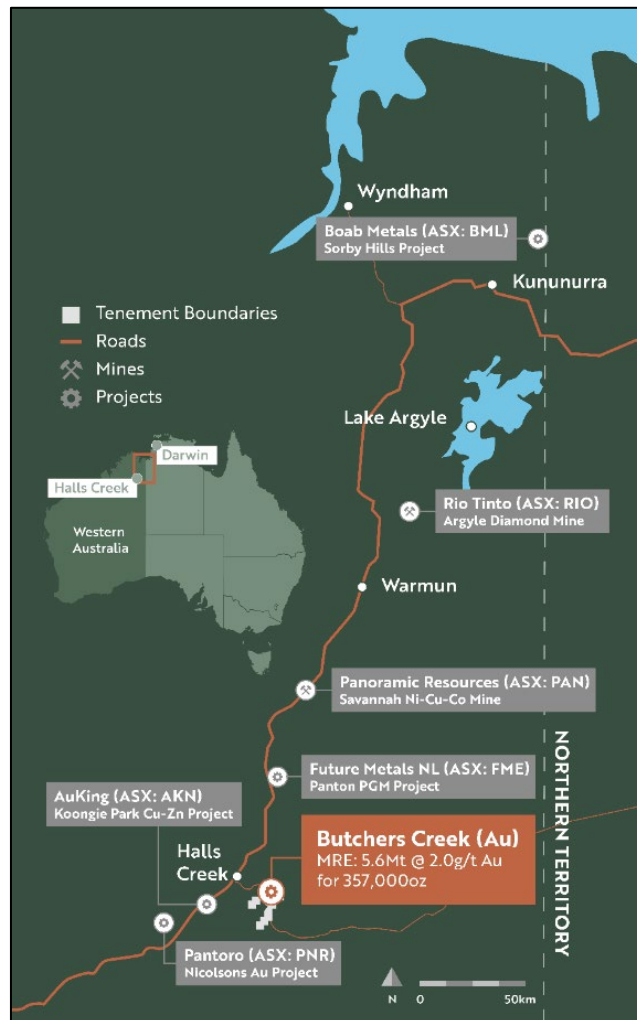 Wyndham
Boab Metals (ASX: BML)
Sorby Hills Project
Kununurra
Tenement Boundaries
Roads
Mines
Projects
Lake Argyle
Darwin
Halls Creek
Western
Australia
Rio Tinto (ASX: RIO)
Argyle Diamond Mine
Warmun
Panoramic Resources (ASX: PAN)
Savannah Ni-Cu-Co Mine
NORTHERN TERRITORY
Future Metals NL (ASX: FME)
Panton PGM Project
AuKing (ASX: AKN)
Koongie Park Cu-Zn Project
Butchers Creek (Au)
MRE: 5.6Mt @ 2.0g/t Au
for 357,000oz
Halls
Creek
Pantoro (ASX: PNR)
Nicolsons Au Project
N
0
50km